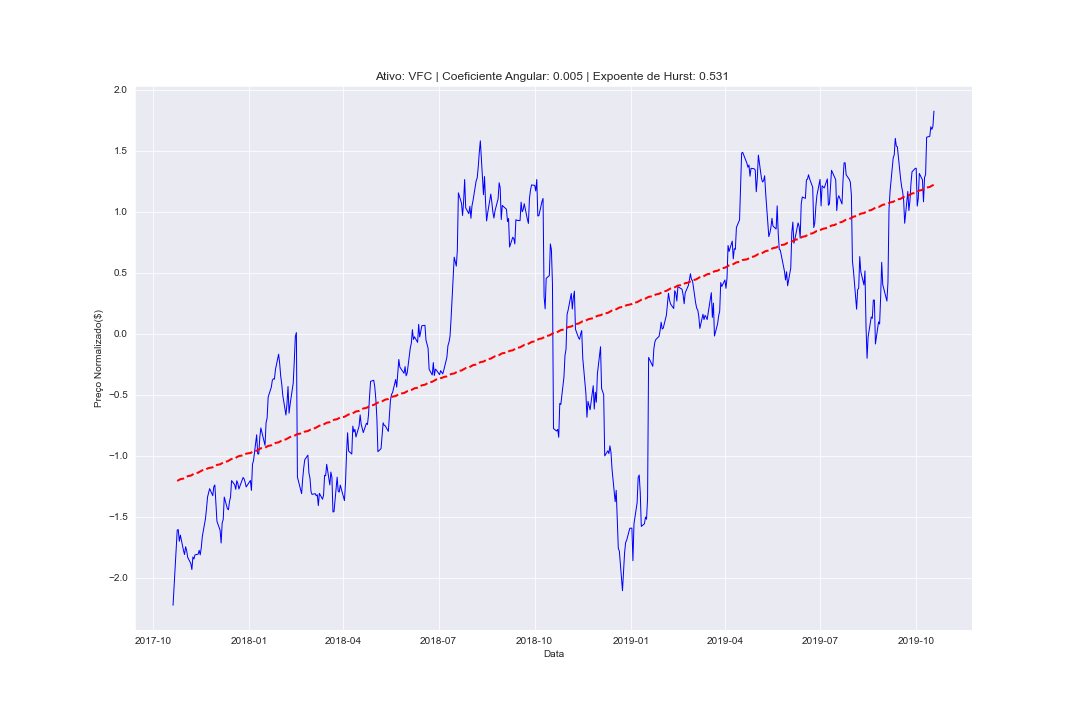 Ativo: VFC | Coeficiente Angular: 0.005 | Expoente de Hurst: 0.531
2.0
1.5
1.0
0.5
0.0
−0.5
−1.0
−1.5
−2.0
Preço Normalizado($)
2017-10 2018-01 2018-04 2018-07 2018-10 2019-01 2019-04 2019-07 2019-10
Data